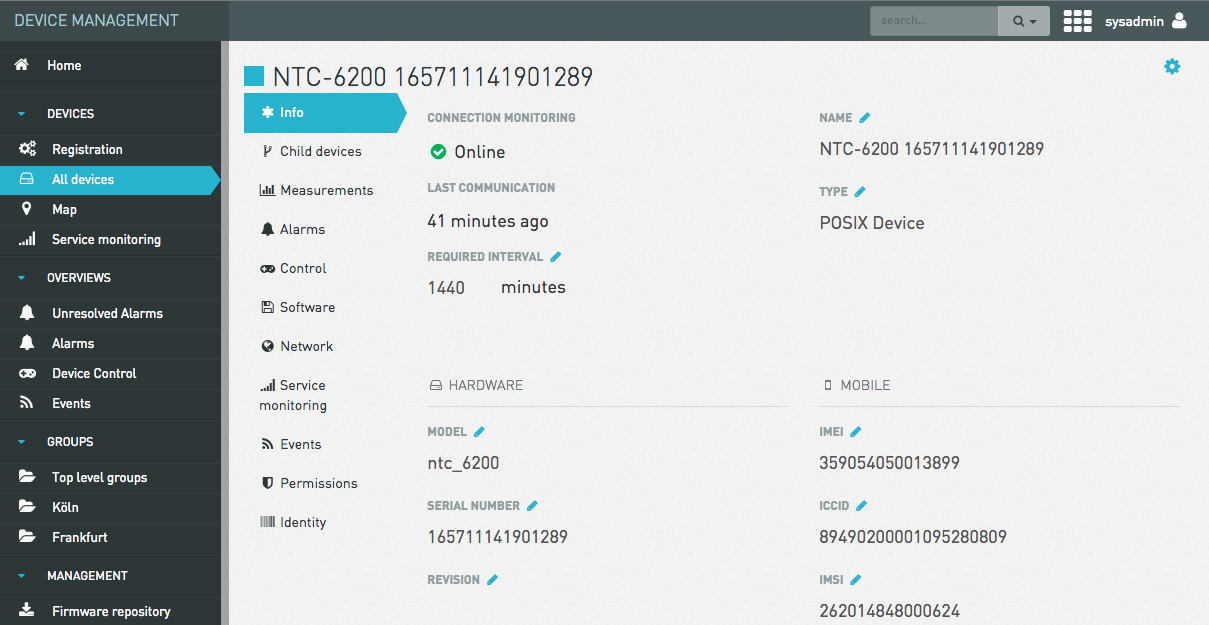 DEVICE MANAGEMENT
search...
sysadmin
Home
DEVICES
Registration
All devices
Map
Service monitoring
OVERVIEWS
Unresolved Alarms
Alarms
Device Control
Events
GROUPS
Top level groups
Köln
Frankfurt
MANAGEMENT
Firmware repository
NTC-6200 165711141901289
Info
Child devices
Measurements
Alarms
Control
Software
Network
Service
monitoring
Events
Permissions
Identity
CONNECTION MONITORING
Online
LAST COMMUNICATION
41 minutes ago
REQUIRED INTERVAL
1440 minutes
NAME
NTC-6200 165711141901289
TYPE
POSIX Device
HARDWARE
MODEL
ntc_6200
SERIAL NUMBER
165711141901289
REVISION
MOBILE
IMEI
359054050013899
ICCID
89490200001095280809
IMSI
262014848000624